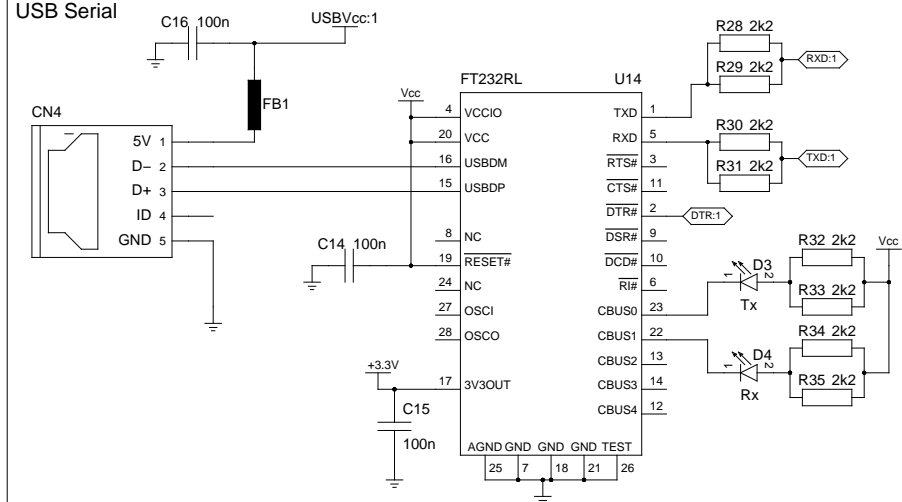 USB Serial
C16 100n
USBVcc:1
FB1
CN4
5V 1
D− 2
D+ 3
ID 4
GND 5
C14 100n
Vcc
+3.3V
C15
100n
FT232RL
U14
4 VCCIO
20 VCC
16 USBDM
15 USBDP
8 NC
19 RESET#
24 NC
27 OSCI
28 OSCO
17 3V3OUT
TXD 1
RXD 5
RTS# 3
CTS# 11
DTR# 2
DSR# 9
DCD# 10
RI# 6
CBUS0 23
CBUS1 22
CBUS2 13
CBUS3 14
CBUS4 12
AGND GND GND GND TEST
25 7 18 21 26
R28 2k2
R29 2k2
RXD:1
R30 2k2
R31 2k2
TXD:1
DTR:1
R32 2k2
R33 2k2
Vcc
1 D3 2
Tx
R34 2k2
R35 2k2
1 D4 2
Rx